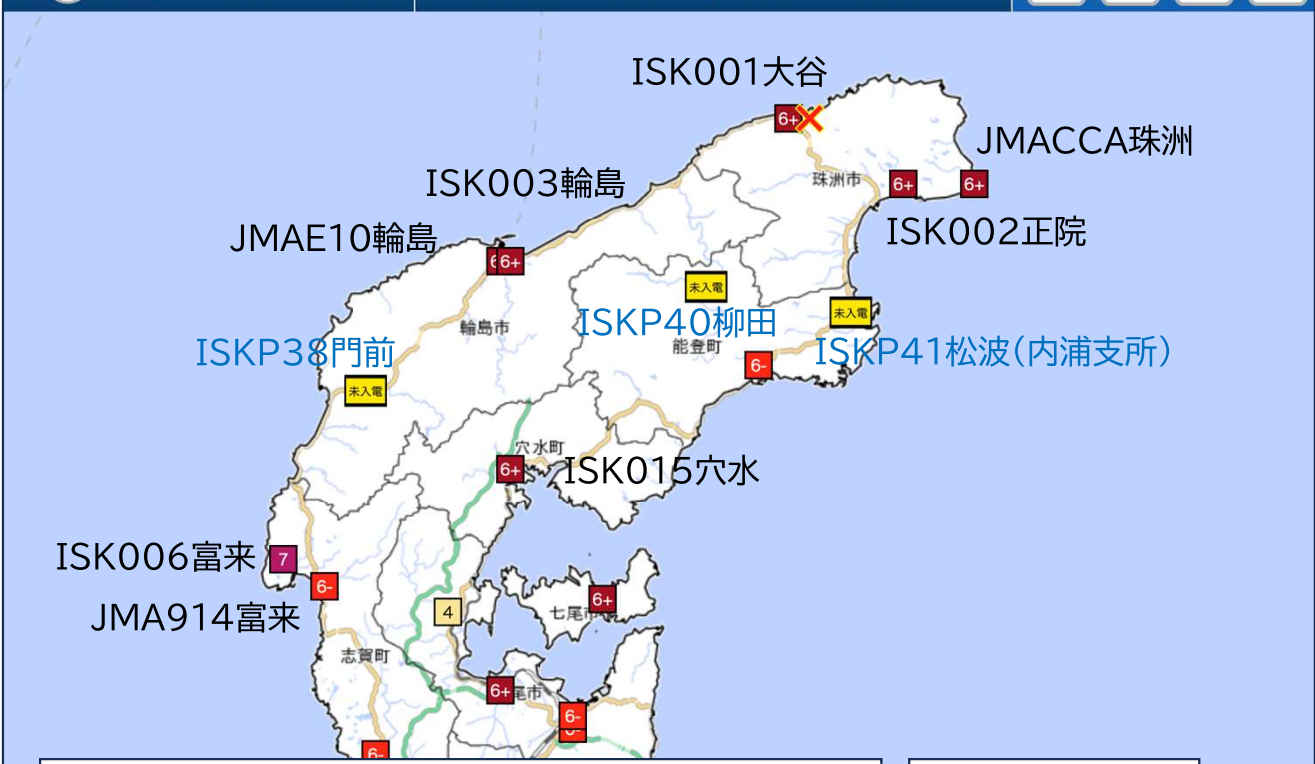 ISK001大谷
6+
JMACCA珠洲
珠洲市
6+
6+
ISK003輪島
ISK002正院
JMAE10輪島
6+
未入電
未入電
ISKP40柳田
輪島市
能登町
ISKP38門前
ISKP41松波(内浦支所)
6-
未入電
穴水町
6+
ISK015穴水
ISK006富来
7
6-
JMA914富来
4
七尾市
6+
志賀町
6+
尾市
6-
6-